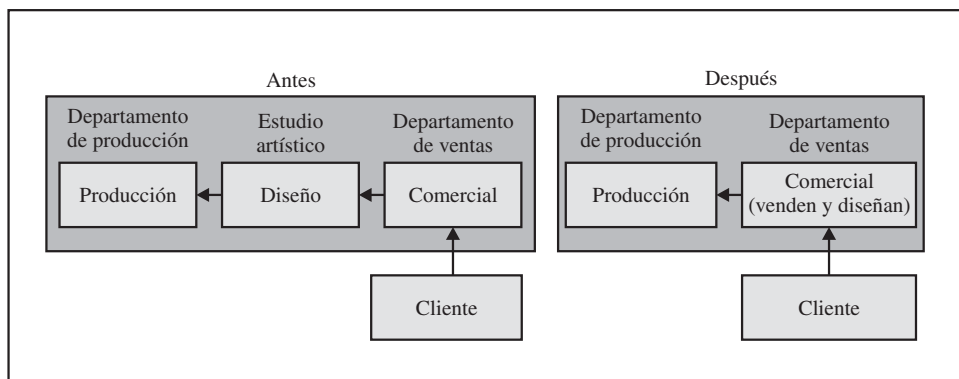 Antes
Departamento
de producción
Estudio
artístico
Departamento
de ventas
Producción
Diseño
Comercial
Cliente
Después
Departamento
de producción
Departamento
de ventas
Producción
Comercial
(venden y diseñan)
Cliente